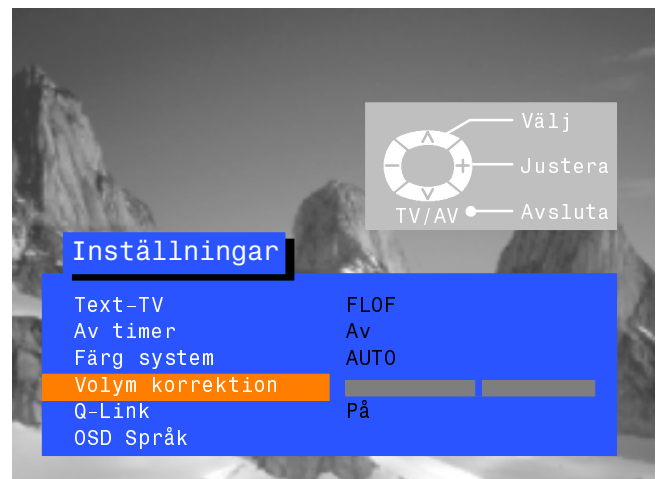 Välj
Justera
TV/AV
Avsluta
Inställningar
Text-TV FLOF
Av timer Av
Färg system AUTO
Volym korrektion
Q-Link På
OSD Språk